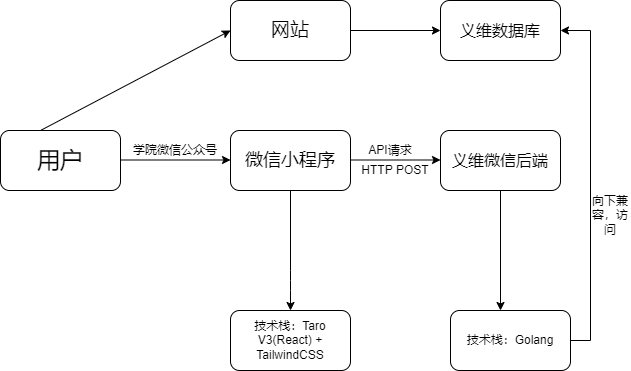 网站
义维数据库
用户
学院微信公众号
微信小程序
API请求
HTTP POST
义维微信后端
向下兼
容，访
问
技术栈：Taro
V3(React) +
TailwindCSS
技术栈：Golang